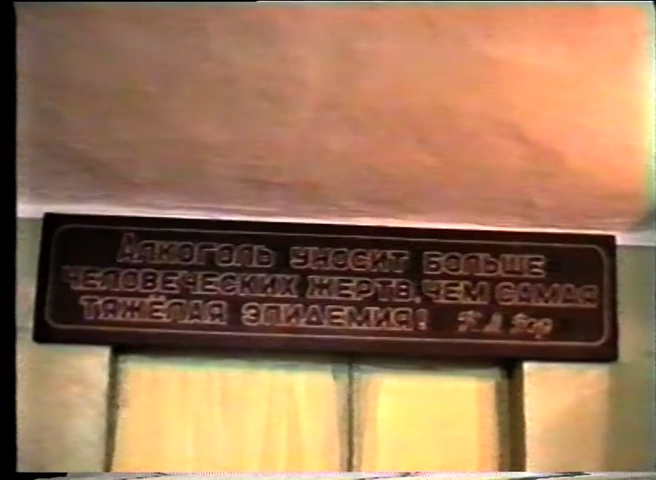 Алкоголь уносит больше
человеческих жертв, чем самая
тяжёлая эпидемия!